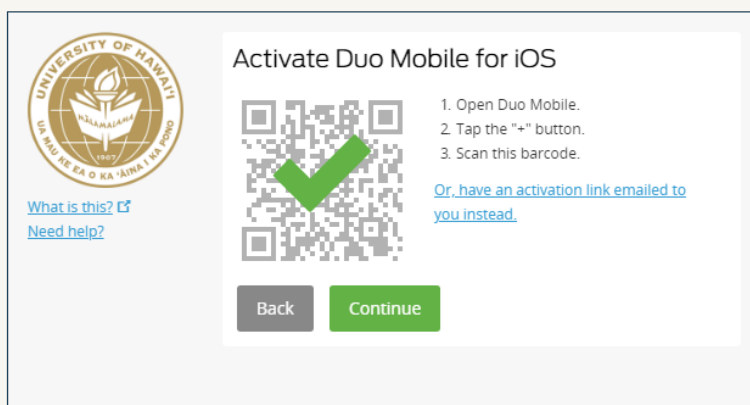 UNIVERSITY OF HAWAI'I
MĀLAMALAMA
1907
UA MAU KE EA O KA ʻĀINA I KA PONO
What is this?
Need help?
Activate Duo Mobile for iOS
1. Open Duo Mobile.
2. Tap the "+" button.
3. Scan this barcode.
Or, have an activation link emailed to
you instead.
Back
Continue